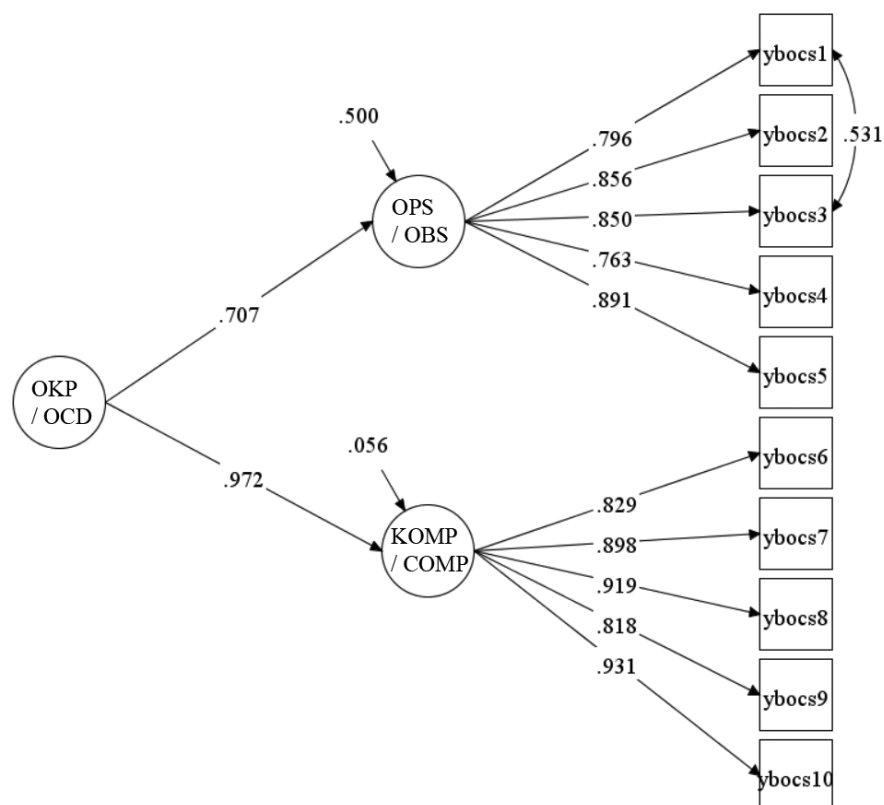 ybocs1
.500
.531
ybocs2
.796
.856
OPS
/ OBS
.850
ybocs3
.763
ybocs4
.891
.707
ybocs5
OKP
/ OCD
.056
ybocs6
.972
.829
KOMP
/ COMP
.898
ybocs7
.919
ybocs8
.818
.931
ybocs9
ybocs10